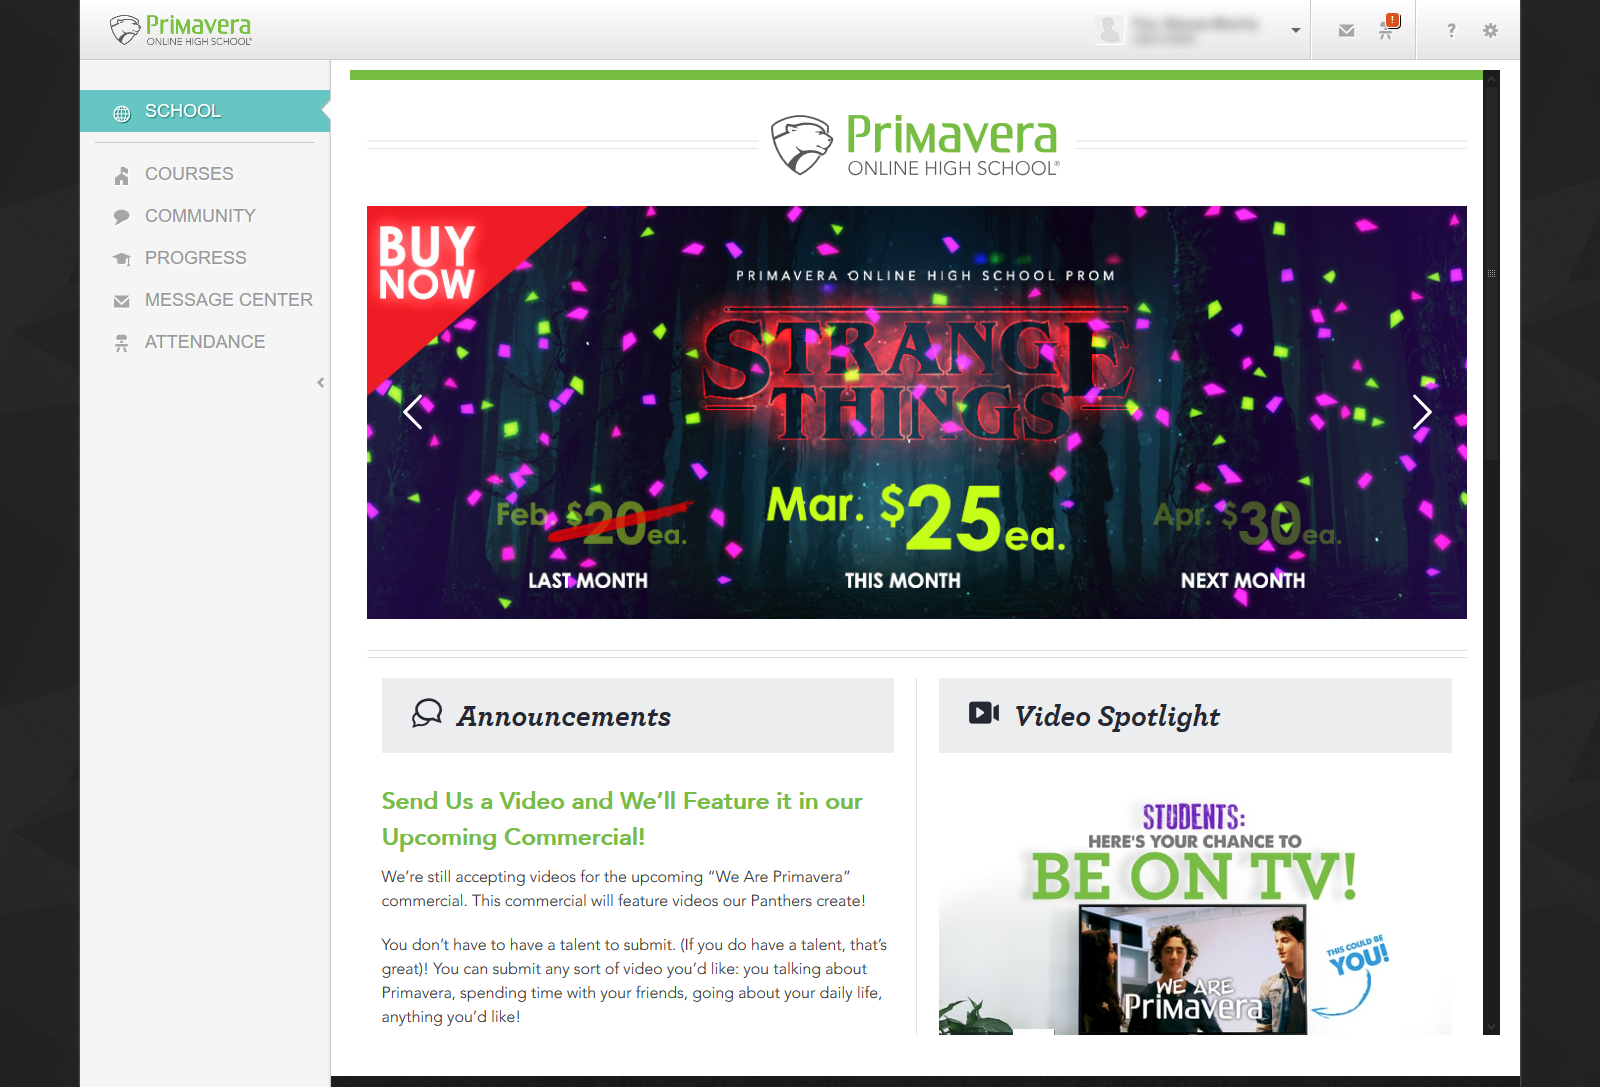 Primavera
ONLINE HIGH SCHOOL®
!
?
SCHOOL
COURSES
COMMUNITY
PROGRESS
MESSAGE CENTER
ATTENDANCE
Primavera
ONLINE HIGH SCHOOL®
BUY
NOW
PRIMAVERA ONLINE HIGH SCHOOL PROM
STRANGE
THINGS
Feb. $20ea.
LAST MONTH
Mar. $25ea.
THIS MONTH
Apr. $30ea.
NEXT MONTH
Announcements
Send Us a Video and We’ll Feature it in our
Upcoming Commercial!
We’re still accepting videos for the upcoming “We Are Primavera”
commercial. This commercial will feature videos our Panthers create!
You don’t have to have a talent to submit. (If you do have a talent, that’s
great)! You can submit any sort of video you’d like: you talking about
Primavera, spending time with your friends, going about your daily life,
anything you’d like!
Video Spotlight
STUDENTS:
HERE'S YOUR CHANCE TO
BE ON TV!
THIS COULD BE
YOU!
WE ARE
Primavera